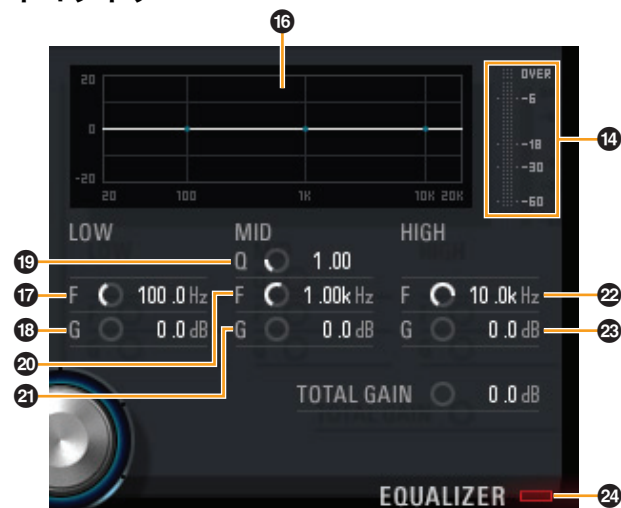 16
20
0
-20
20 100 1K 10K 20K
OVER
-6
-18
-30
-60
14
LOW MID HIGH
19 Q 1.00
17 F 100.0 Hz F 1.00k Hz F 10.0k Hz 22
18 G 0.0 dB G 0.0 dB G 0.0 dB 23
20
21
TOTAL GAIN 0.0 dB
EQUALIZER 24